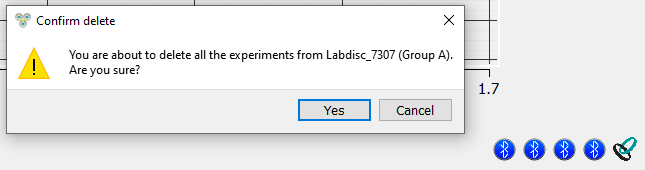 Confirm delete
You are about to delete all the experiments from Labdisc_7307 (Group A).
Are you sure?
Yes
Cancel
1.7